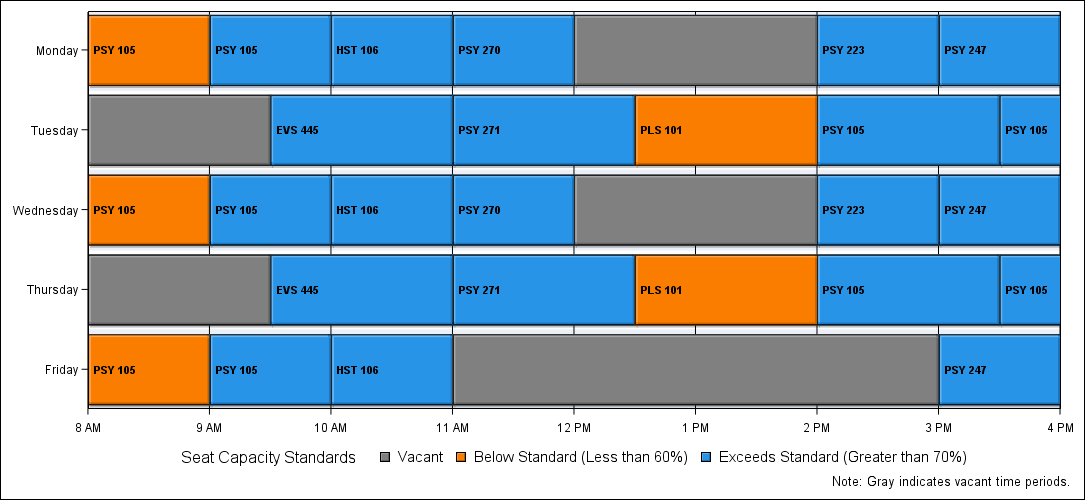 Monday PSY 105 PSY 105 HST 106 PSY 270 PSY 223 PSY 247
Tuesday EVS 445 PSY 271 PLS 101 PSY 105 PSY 105
Wednesday PSY 105 PSY 105 HST 106 PSY 270 PSY 223 PSY 247
Thursday EVS 445 PSY 271 PLS 101 PSY 105 PSY 105
Friday PSY 105 PSY 105 HST 106 PSY 247
8 AM 9 AM 10 AM 11 AM 12 PM 1 PM 2 PM 3 PM 4 PM
Seat Capacity Standards Vacant Below Standard (Less than 60%) Exceeds Standard (Greater than 70%)
Note: Gray indicates vacant time periods.